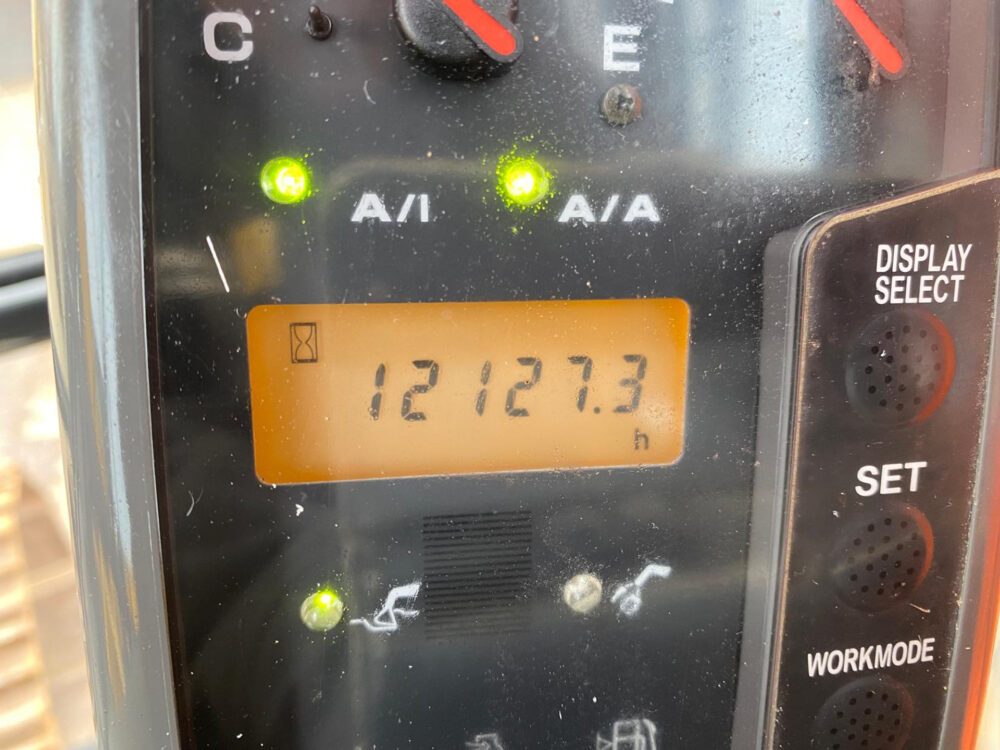 C
E
A/I
A/A
DISPLAY
SELECT
12127.3
h
SET
WORKMODE